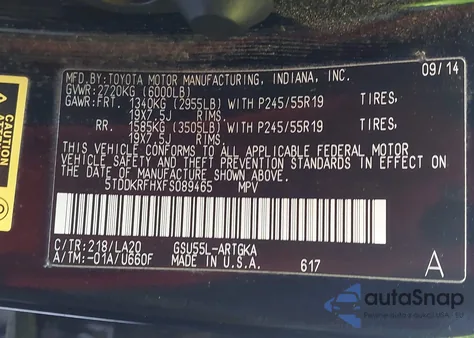 MFD.BY:TOYOTA MOTOR MANUFACTURING, INDIANA, INC. 09/14
GVWR:2720KG (6000LB)
GAWR:FRT. 1340KG (2955LB) WITH P245/55R19 TIRES,
19X7.5J RIMS.
RR. 1585KG (3505LB) WITH P245/55R19 TIRES,
19X7.5J RIMS.
THIS VEHICLE CONFORMS TO ALL APPLICABLE FEDERAL MOTOR
VEHICLE SAFETY AND THEFT PREVENTION STANDARDS IN EFFECT ON
THE DATE OF MANUFACTURE SHOWN ABOVE.
5TDDKRFHXFS089465 MPV
C/TR:218/LA20 GSU55L-ARTGKA
A/TM:-01A/U660F MADE IN U.S.A. 617 A
CAUTION
autoSnap